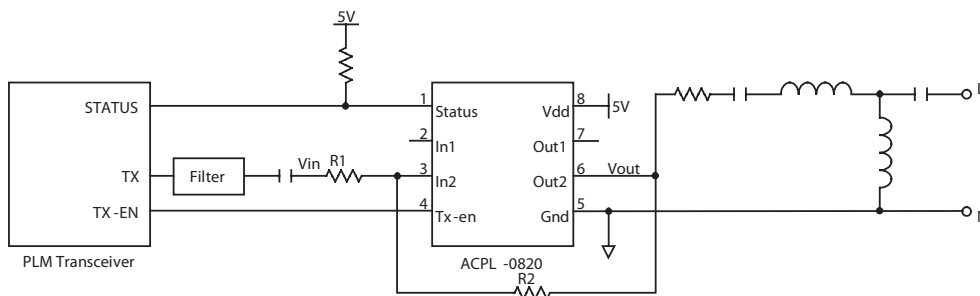 5V
STATUS
1
Status
Vdd
8
5V
L
2
In1
Out1
7
TX
Filter
Vin
R1
3
In2
Out2
6
Vout
TX -EN
4
Tx-en
Gnd
5
PLM Transceiver
ACPL -0820
R2